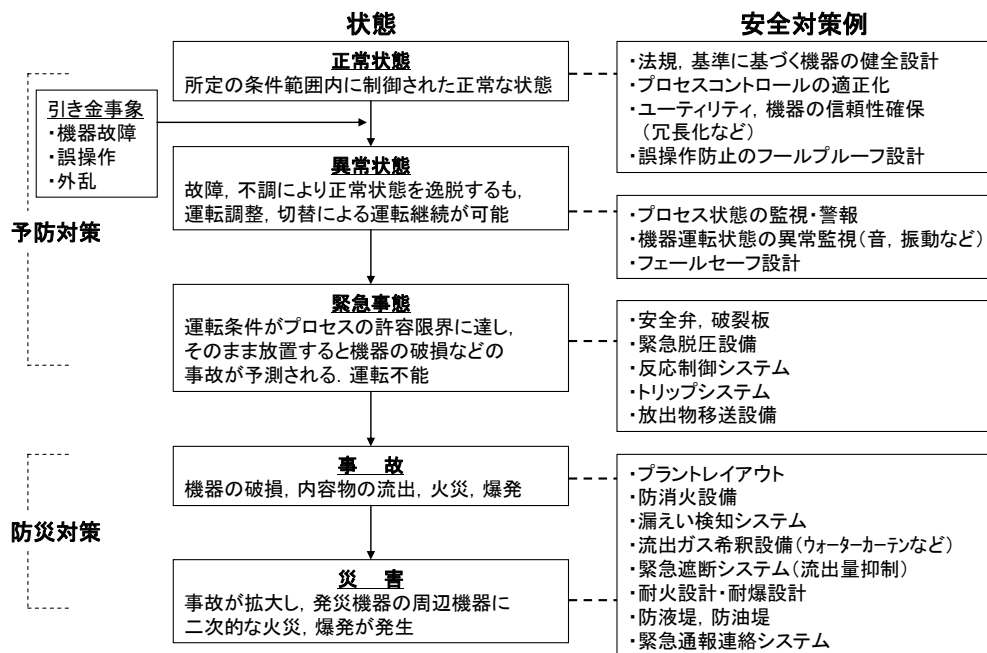 状態
安全対策例
正常状態
所定の条件範囲内に制御された正常な状態
・法規，基準に基づく機器の健全設計
・プロセスコントロールの適正化
・ユーティリティ，機器の信頼性確保
（冗長化など）
・誤操作防止のフールプルーフ設計
引き金事象
・機器故障
・誤操作
・外乱
異常状態
故障，不調により正常状態を逸脱するも，
運転調整，切替による運転継続が可能
・プロセス状態の監視・警報
・機器運転状態の異常監視（音，振動など）
・フェールセーフ設計
予防対策
緊急事態
運転条件がプロセスの許容限界に達し，
そのまま放置すると機器の破損などの
事故が予測される．運転不能
・安全弁，破裂板
・緊急脱圧設備
・反応制御システム
・トリップシステム
・放出物移送設備
事　故
機器の破損，内容物の流出，火災，爆発
防災対策
災　害
事故が拡大し，発災機器の周辺機器に
二次的な火災，爆発が発生
・プラントレイアウト
・防消火設備
・漏えい検知システム
・流出ガス希釈設備（ウォーターカーテンなど）
・緊急遮断システム（流出量抑制）
・耐火設計・耐爆設計
・防液堤，防油堤
・緊急通報連絡システム